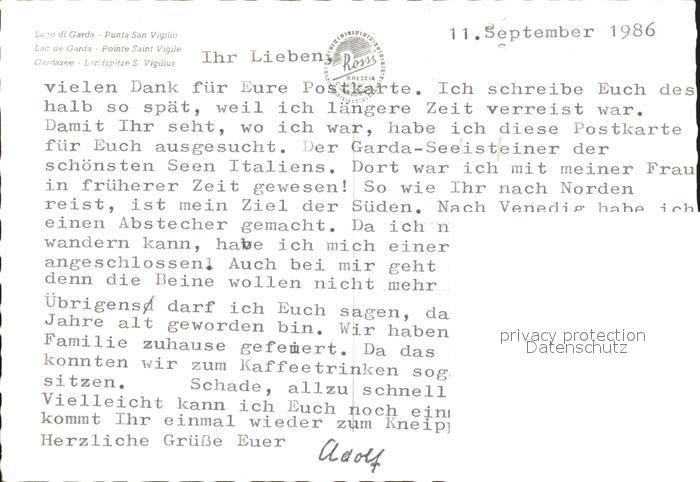 Lago di Garda - Punta San Vigilio
Lac de Garda - Pointe Saint Vigile
Gardasee - Landspitze S. Vigilius
11.September 1986
Ihr Lieben,
Ross
BRESCIA
vielen Dank für Eure Postkarte. Ich schreibe Euch des
halb so spät, weil ich längere Zeit verreist war.
Damit Ihr seht, wo ich war, habe ich diese Postkarte
für Euch ausgesucht. Der Garda-See ist einer der
schönsten Seen Italiens. Dort war ich mit meiner Frau
in früherer Zeit gewesen! So wie Ihr nach Norden
reist, ist mein Ziel der Süden. Nach Venedig habe ich
einen Abstecher gemacht. Da ich n
wandern kann, habe ich mich einer
angeschlossen. Auch bei mir geht
denn die Beine wollen nicht mehr
Übrigens darf ich Euch sagen, da
Jahre alt geworden bin. Wir haben
Familie zuhause gefeiert. Da das
konnten wir zum Kaffeetrinken sog
sitzen. Schade, allzu schnell
Vielleicht kann ich Euch noch einm
kommt Ihr einmal wieder zum Kneipp
Herzliche Grüße Euer
Adolf
privacy protection
Datenschutz